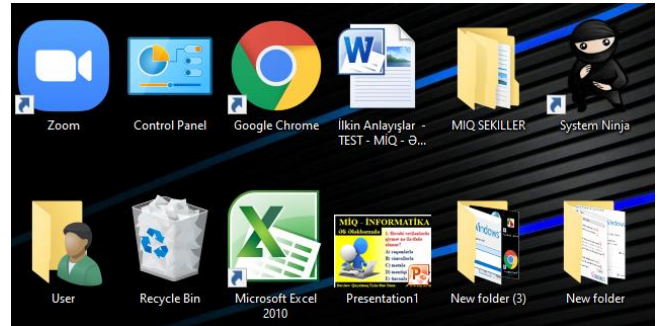 Zoom
Control Panel
Google Chrome
İlkin Anlayışlar -
TEST - MİQ - Ə...
MIQ SEKILLER
System Ninja
MİQ - İNFORMATİKA
User
Recycle Bin
Microsoft Excel
2010
Presentation1
New folder (3)
New folder